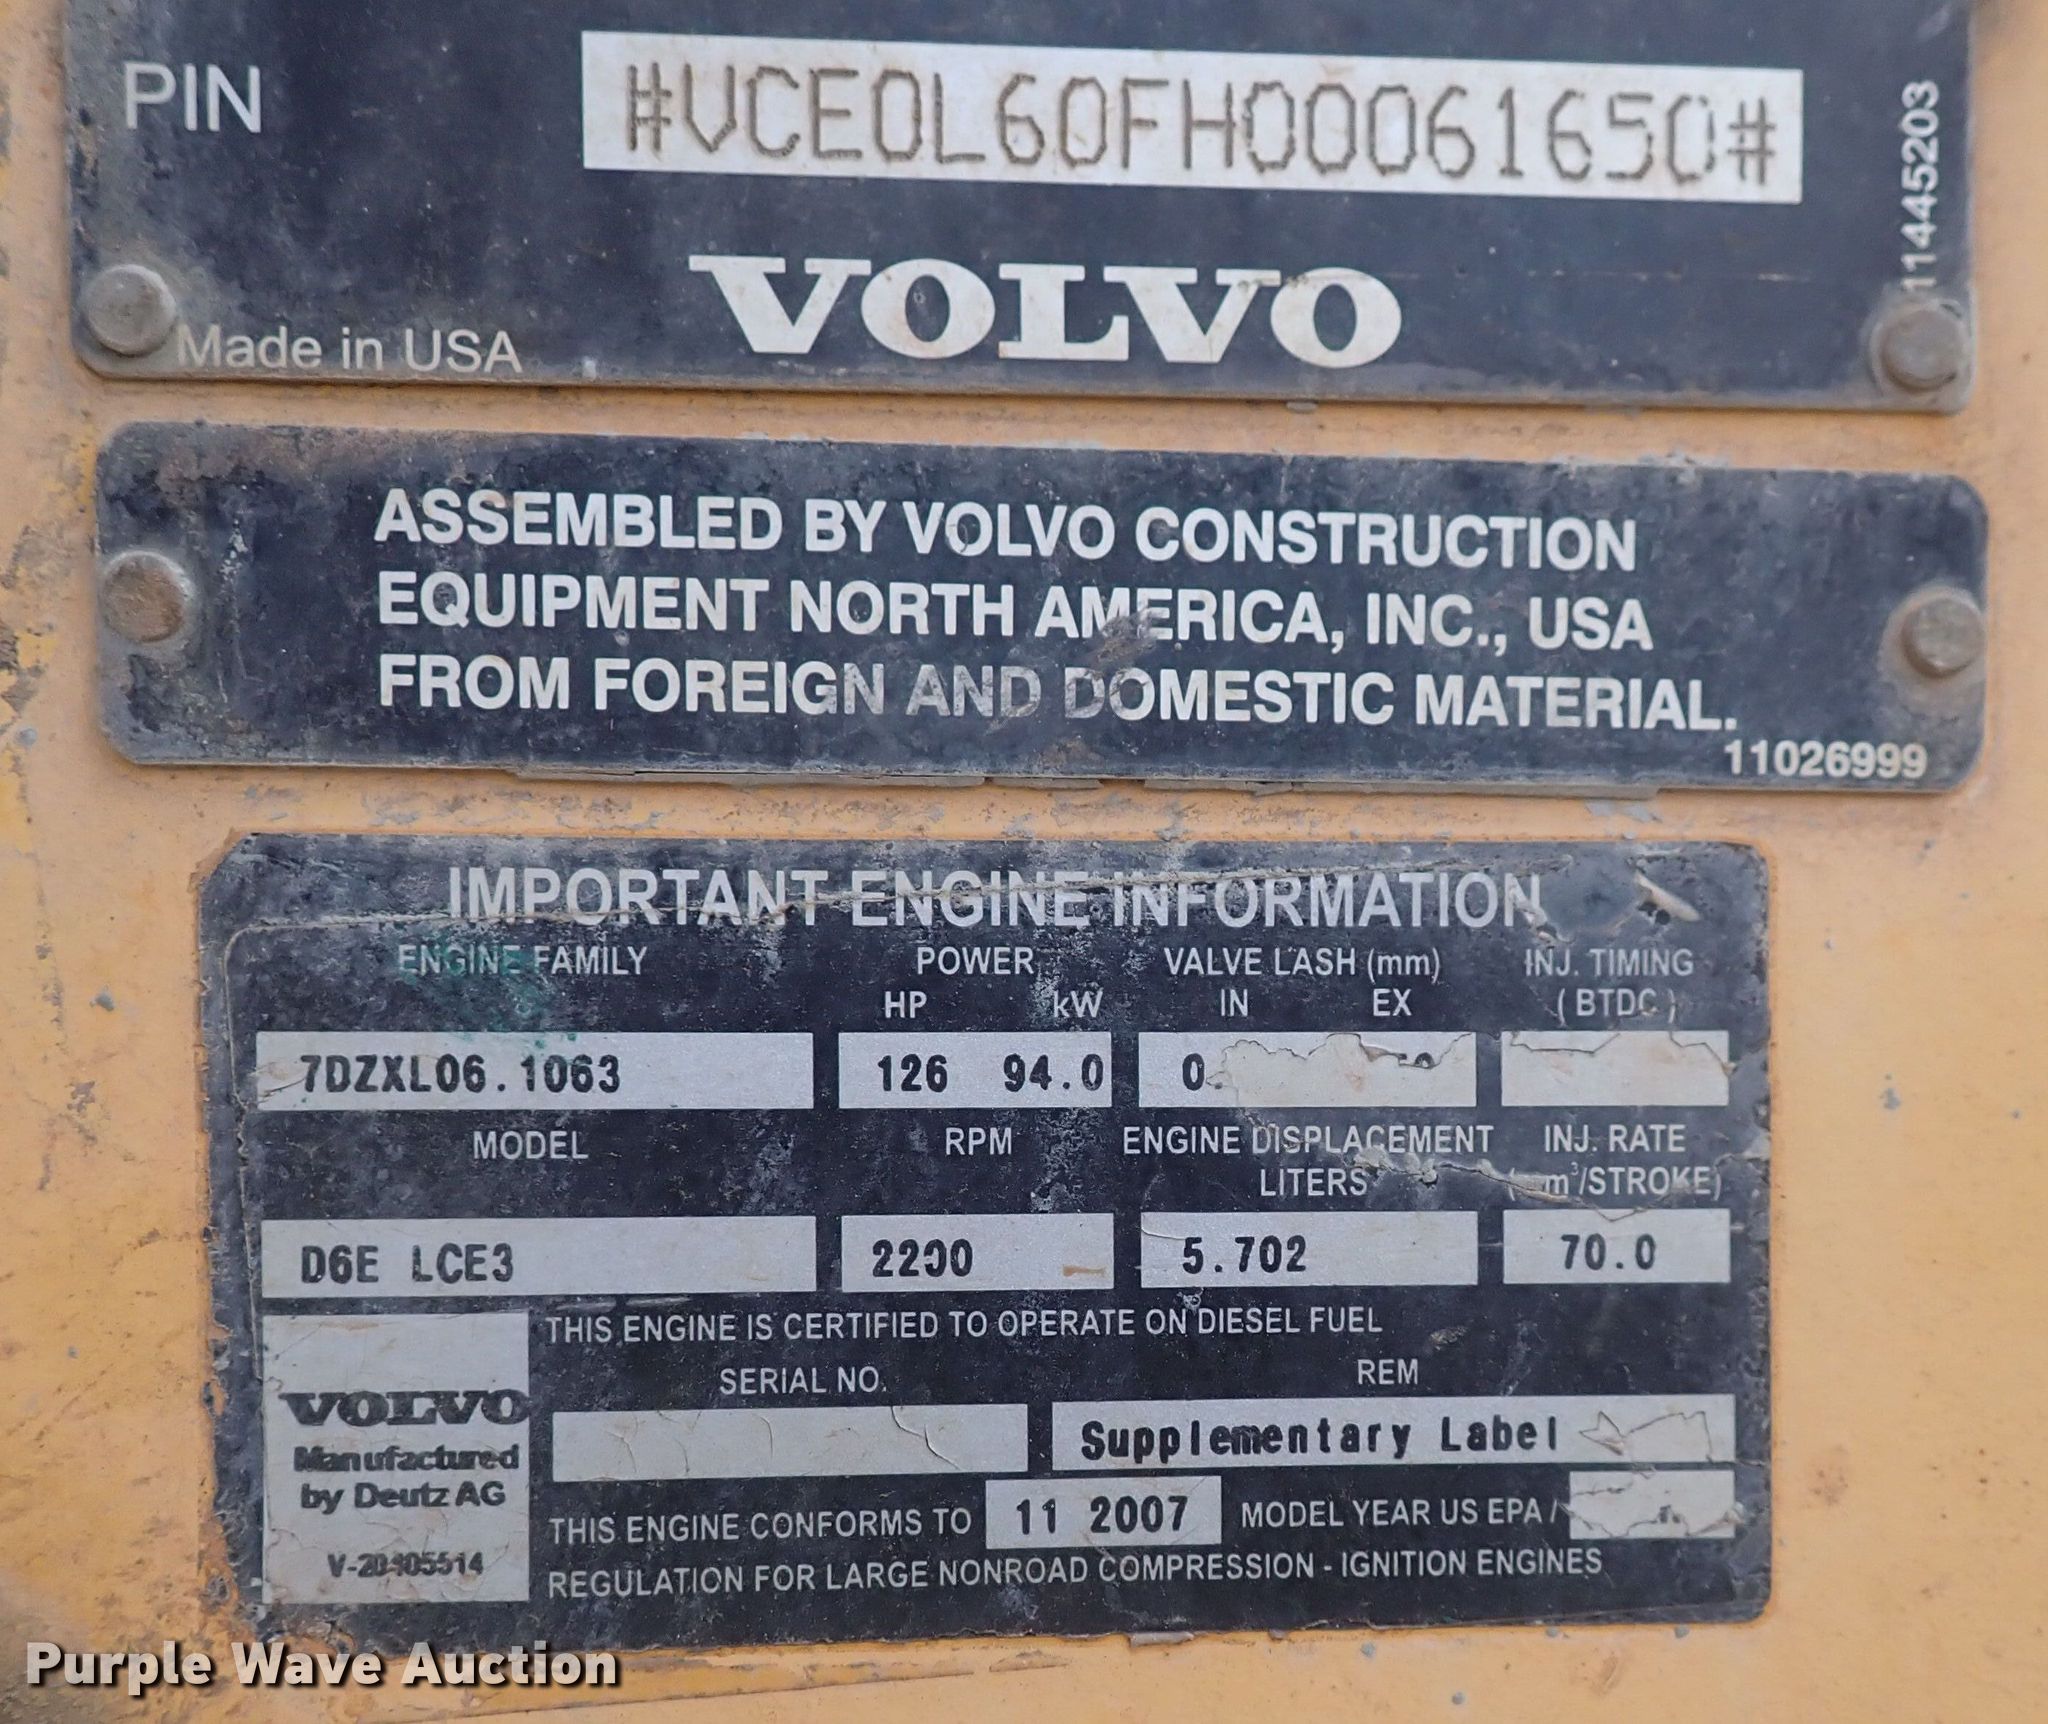 PIN #VCE0L60FH00061650#
11445203
VOLVO
Made in USA
ASSEMBLED BY VOLVO CONSTRUCTION
EQUIPMENT NORTH AMERICA, INC., USA
FROM FOREIGN AND DOMESTIC MATERIAL.
11026999
IMPORTANT ENGINE INFORMATION
ENGINE FAMILY POWER VALVE LASH (mm) INJ. TIMING
HP kW IN EX (BTDC)
7DZXL06.1063 126 94.0
MODEL RPM ENGINE DISPLACEMENT INJ. RATE
LITERS /STROKE)
D6E LCE3 2200 5.702 70.0
THIS ENGINE IS CERTIFIED TO OPERATE ON DIESEL FUEL
SERIAL NO. REM
VOLVO
Supplementary Label
Manufactured
by Deutz AG
THIS ENGINE CONFORMS TO 11 2007 MODEL YEAR US EPA /
V-20405514
REGULATION FOR LARGE NONROAD COMPRESSION - IGNITION ENGINES
Purple Wave Auction